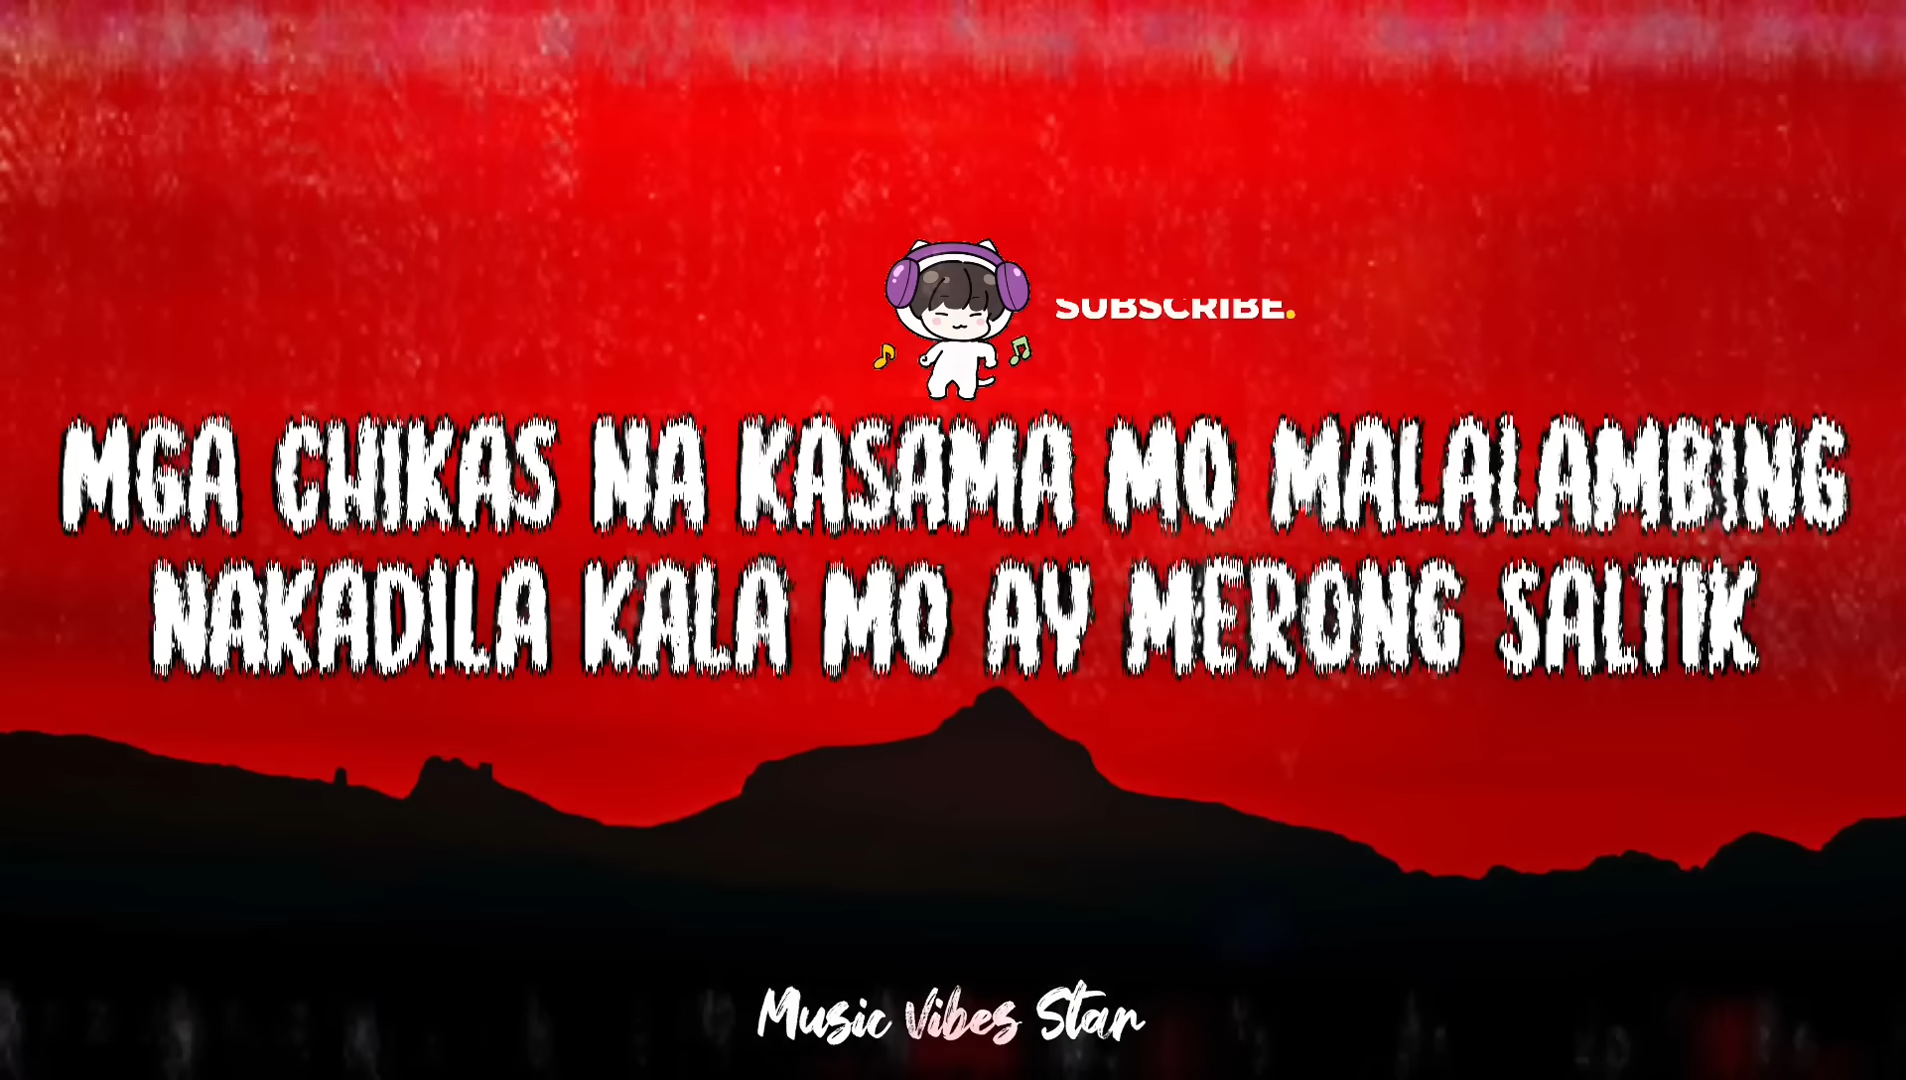 SUBSCRIBE.
MGA CHIKAS NA KASAMA MO MALALAMBING
NAKADILA KALA MO AY MERONG SALTIK
Music Vibes Star